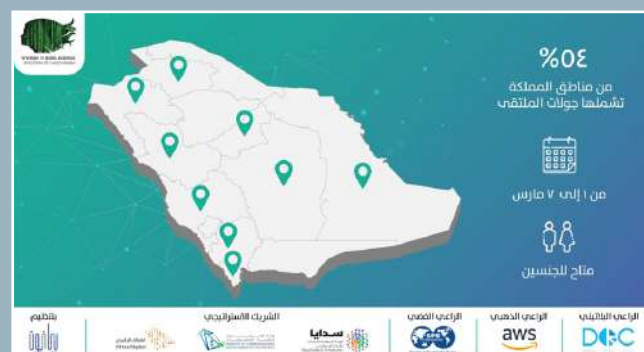 %٥٤
من مناطق المملكة
تشملها جولات الملتقى
من ١ إلى ٧ مارس
متاح للجنسين
الراعي البلاتيني
الراعي الذهبي
الراعي الفضي
الشريك الاستراتيجي
بتنظيم
aws
سدايا